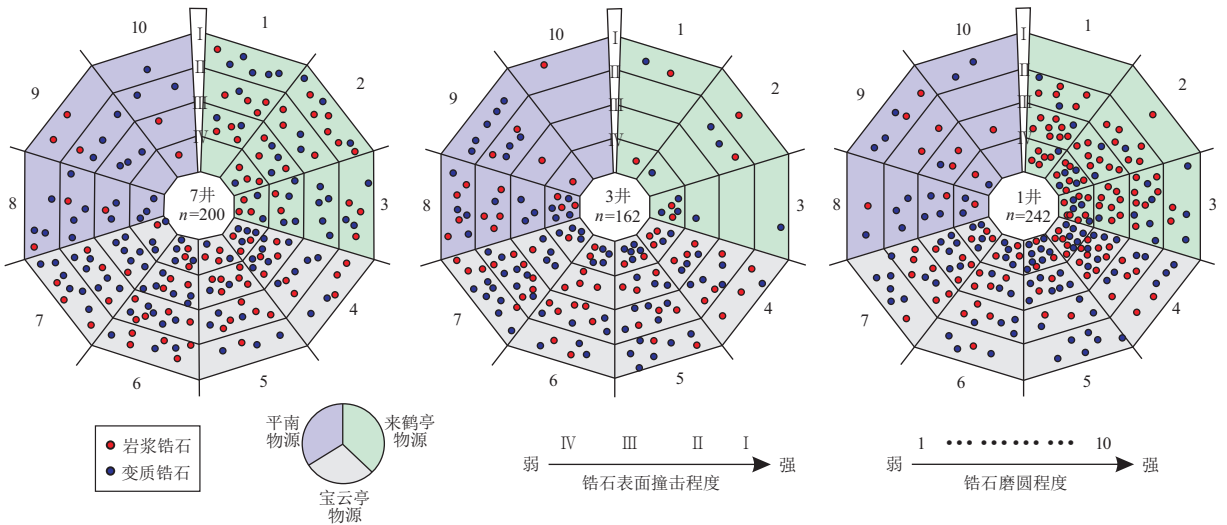 10
1
9
2
8
3
7
4
6
5
Ⅰ
Ⅱ
Ⅲ
Ⅳ
7井
n=200
10
1
9
2
8
3
7
4
6
5
Ⅰ
Ⅱ
Ⅲ
Ⅳ
3井
n=162
10
1
9
2
8
3
7
4
6
5
Ⅰ
Ⅱ
Ⅲ
Ⅳ
1井
n=242
岩浆锆石
变质锆石
平南
物源
来鹤亭
物源
宝云亭
物源
Ⅳ Ⅲ Ⅱ Ⅰ
弱 强
锆石表面撞击程度
1 ••• •••••• ••• 10
弱 强
锆石磨圆程度